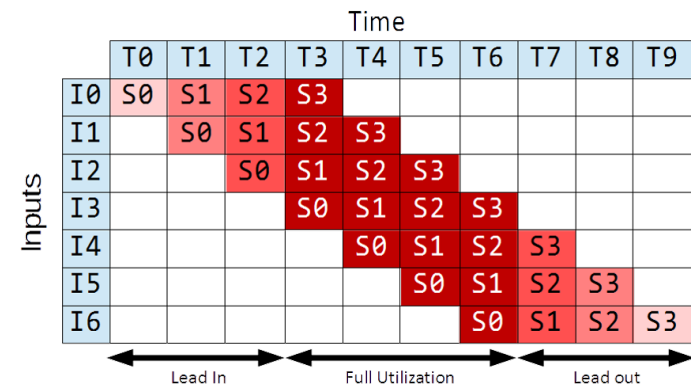 Time
T0 T1 T2 T3 T4 T5 T6 T7 T8 T9
I0 S0 S1 S2 S3
I1 S0 S1 S2 S3
I2 S0 S1 S2 S3
I3 S0 S1 S2 S3
I4 S0 S1 S2 S3
I5 S0 S1 S2 S3
I6 S0 S1 S2 S3
Inputs
Lead In Full Utilization Lead out